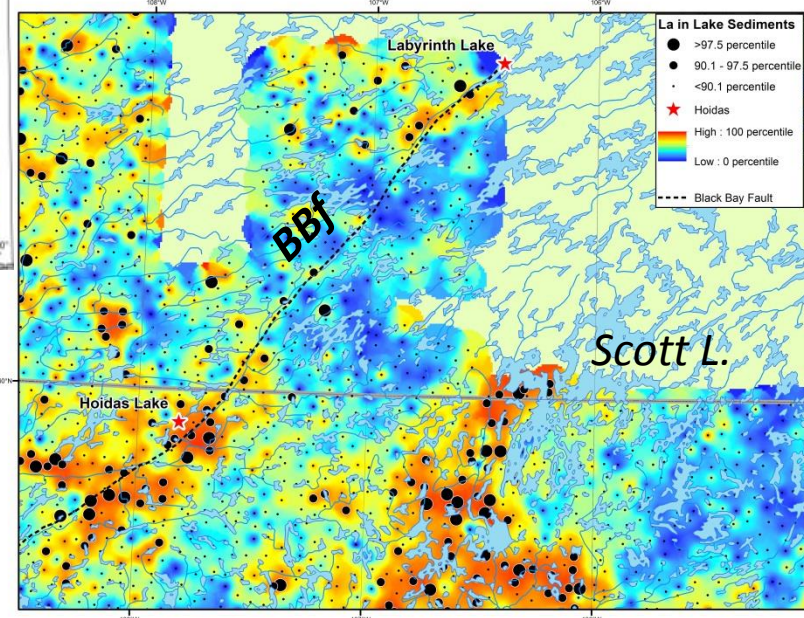 108°W
107°W
106°W
Labyrinth Lake
La in Lake Sediments
>97.5 percentile
90.1 - 97.5 percentile
<90.1 percentile
Hoidas
High : 100 percentile
Low : 0 percentile
Black Bay Fault
BBf
Scott L.
Hoidas Lake